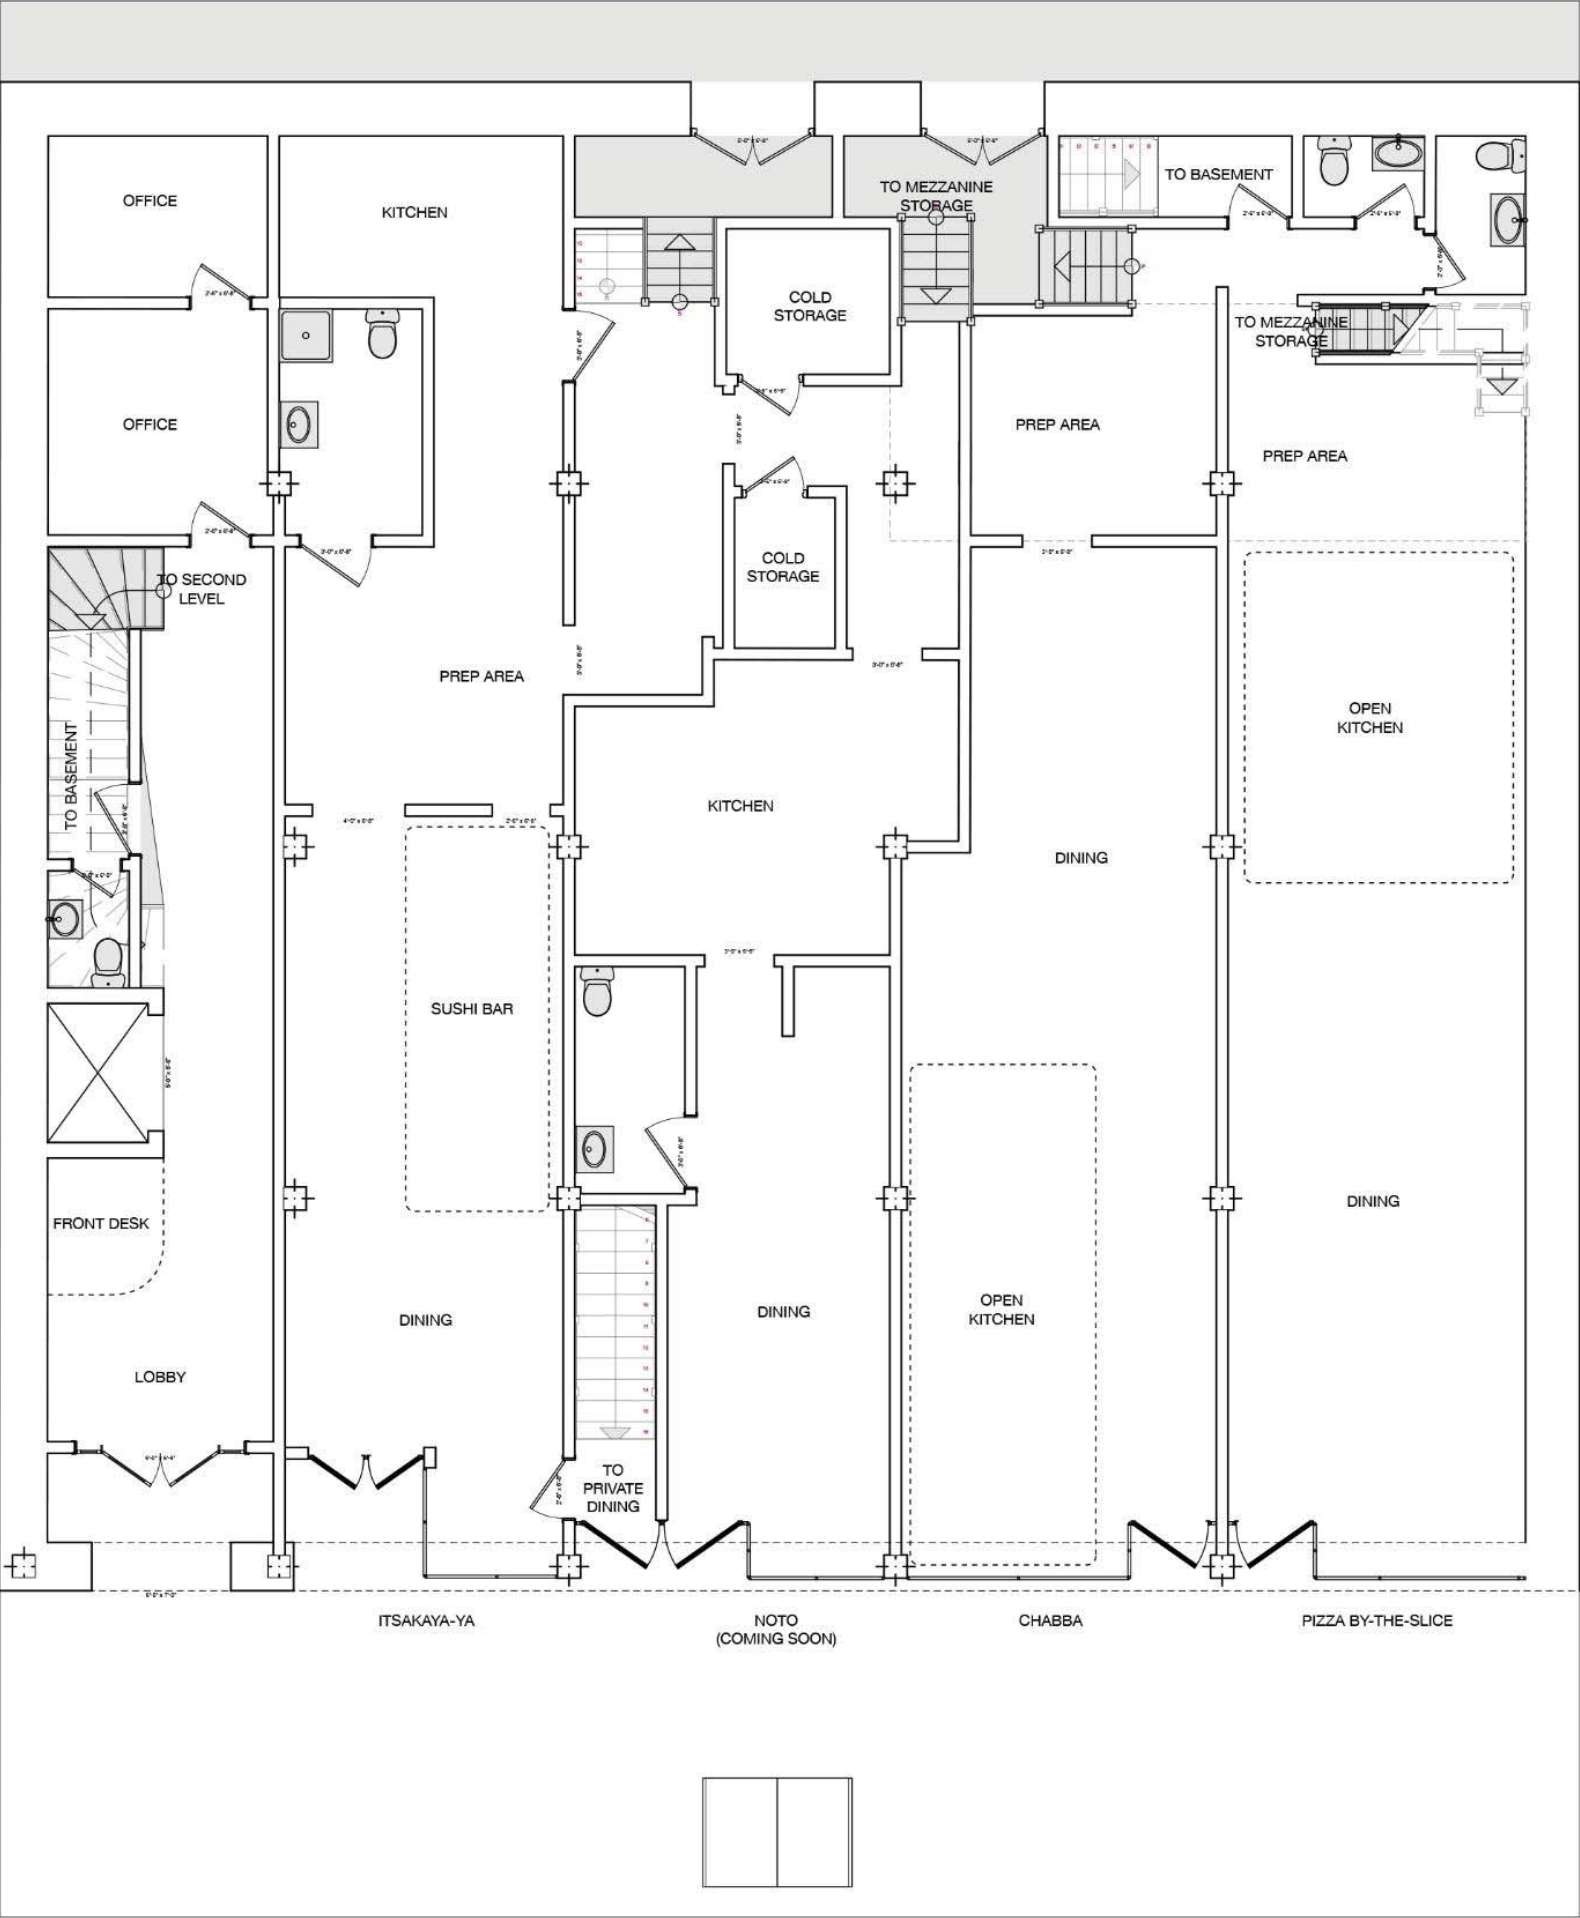 OFFICE
KITCHEN
TO MEZZANINE
STORAGE
TO BASEMENT
COLD
STORAGE
TO MEZZANINE
STORAGE
OFFICE
PREP AREA
PREP AREA
COLD
STORAGE
TO SECOND
LEVEL
PREP AREA
OPEN
KITCHEN
TO BASEMENT
KITCHEN
DINING
SUSHI BAR
FRONT DESK
DINING
DINING
DINING
OPEN
KITCHEN
LOBBY
TO
PRIVATE
DINING
ITSAKAYA-YA
NOTO
(COMING SOON)
CHABBA
PIZZA BY-THE-SLICE